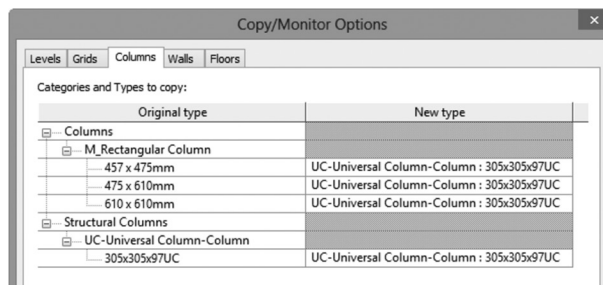 Copy/Monitor Options
Levels Grids Columns Walls Floors
Categories and Types to copy:
Original type New type
Columns
M_Rectangular Column
457 x 475mm UC-Universal Column-Column : 305x305x97UC
475 x 610mm UC-Universal Column-Column : 305x305x97UC
610 x 610mm UC-Universal Column-Column : 305x305x97UC
Structural Columns
UC-Universal Column-Column
305x305x97UC UC-Universal Column-Column : 305x305x97UC